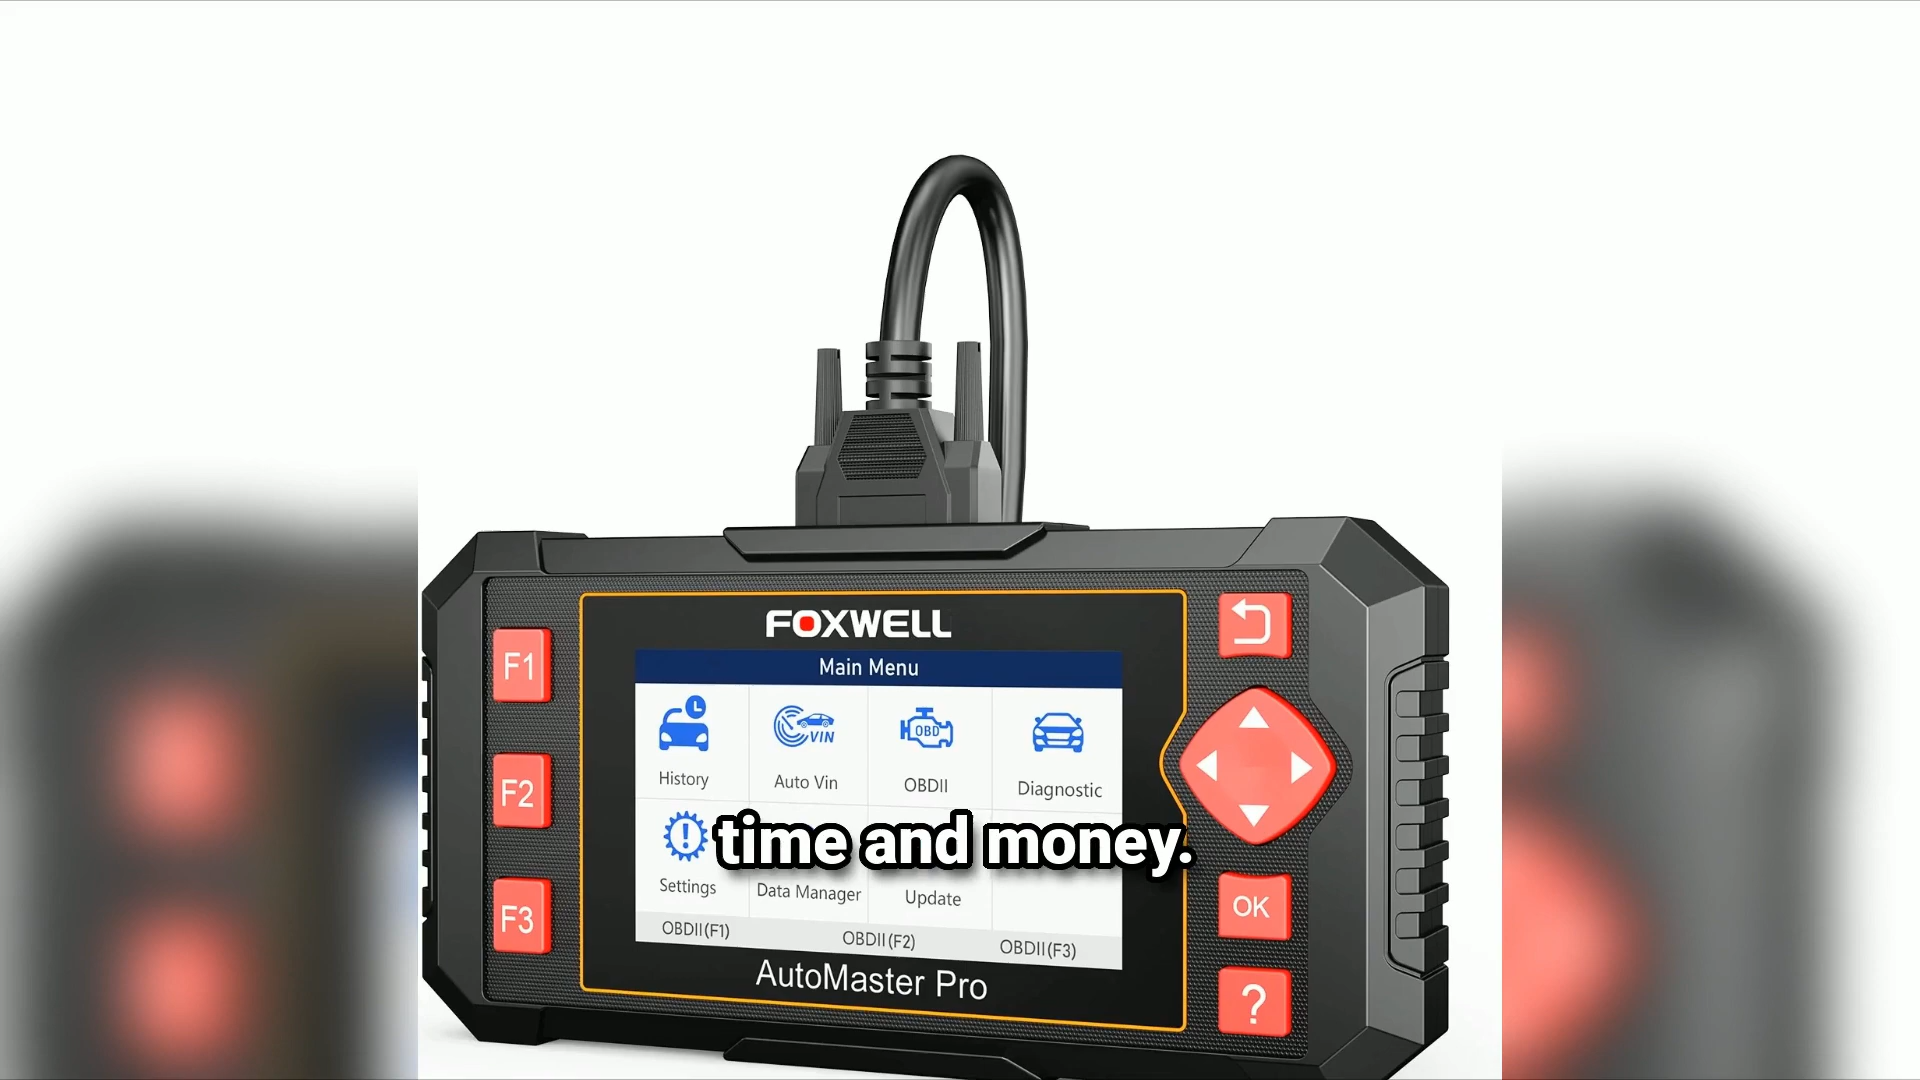 FOXWELL
Main Menu
F1
VIN
OBD
History
Auto Vin
OBDII
Diagnostic
F2
!
time and money.
Settings
Data Manager
Update
OK
F3
OBDII(F1)
OBDII(F2)
OBDII(F3)
AutoMaster Pro
?